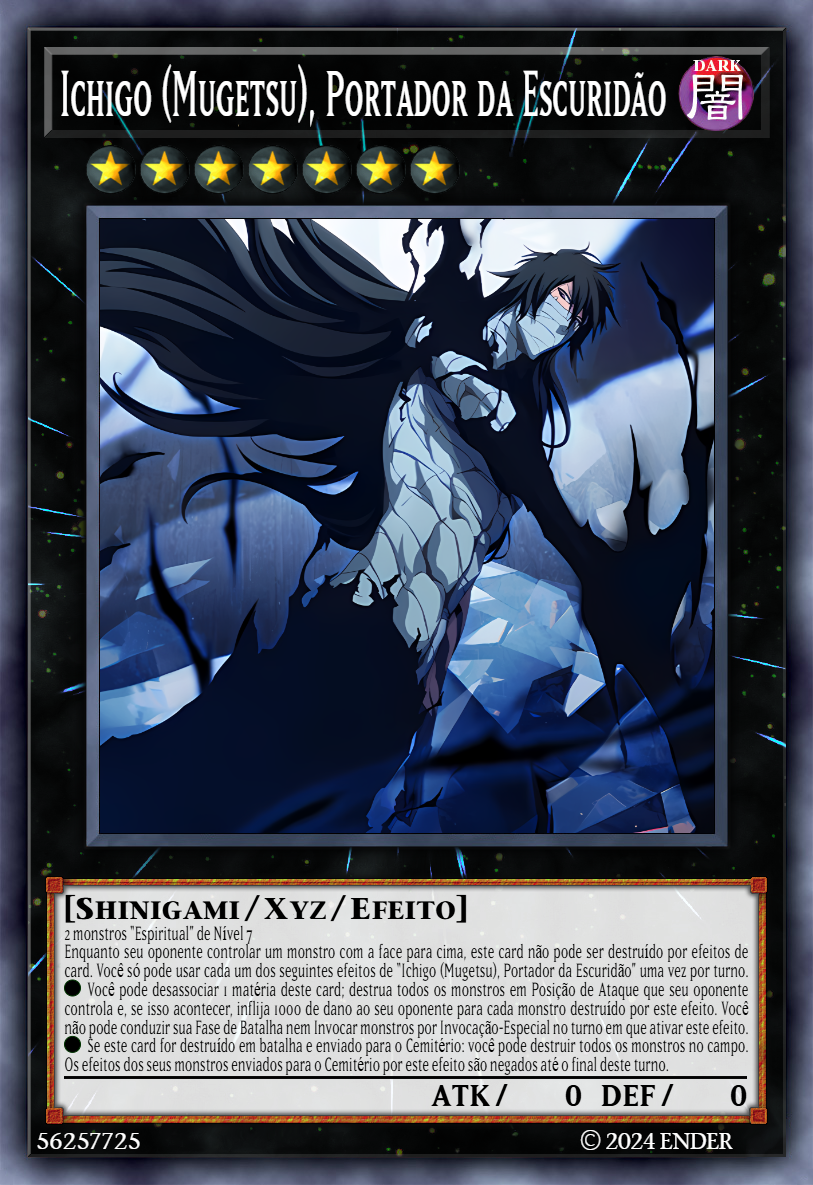 Ichigo (Mugetsu), Portador da Escuridão
DARK
闇
[Shinigami/Xyz/Efeito]
2 monstros "Espiritual" de Nível 7
Enquanto seu oponente controlar um monstro com a face para cima, este card não pode ser destruído por efeitos de
card. Você só pode usar cada um dos seguintes efeitos de "Ichigo (Mugetsu), Portador da Escuridão" uma vez por turno.
● Você pode desassociar 1 matéria deste card; destrua todos os monstros em Posição de Ataque que seu oponente
controla e, se isso acontecer, inflija 1000 de dano ao seu oponente para cada monstro destruído por este efeito. Você
não pode conduzir sua Fase de Batalha nem Invocar monstros por Invocação-Especial no turno em que ativar este efeito.
● Se este card for destruído em batalha e enviado para o Cemitério: você pode destruir todos os monstros no campo.
Os efeitos dos seus monstros enviados para o Cemitério por este efeito são negados até o final deste turno.
ATK/ 0 DEF/ 0
56257725 © 2024 ENDER